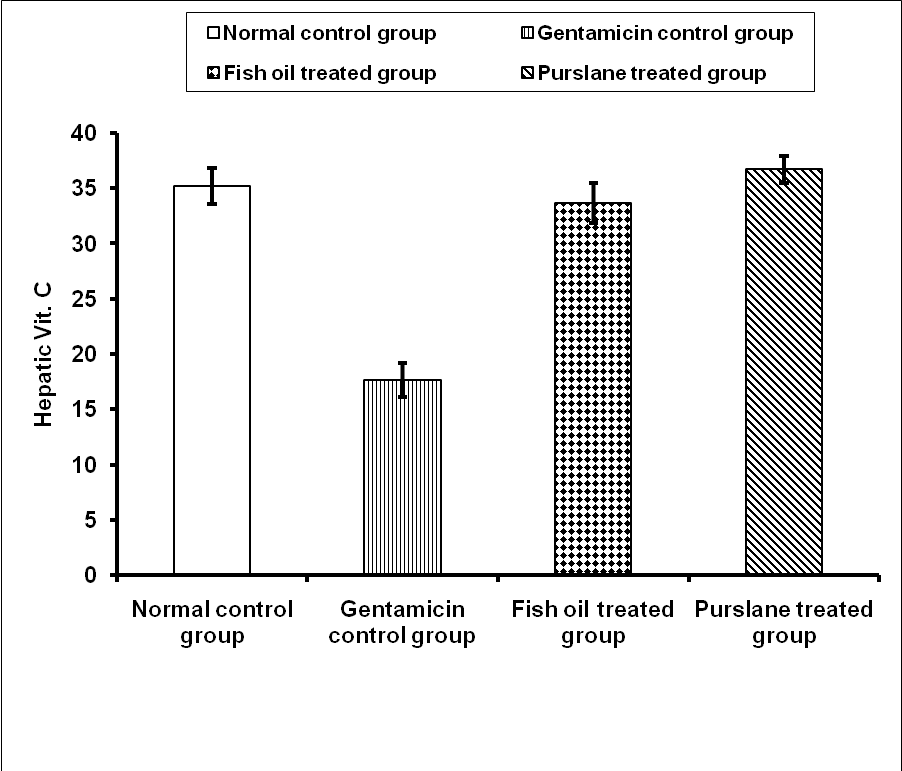 Normal control group Gentamicin control group
Fish oil treated group Purslane treated group
40
35
30
25
20
15
10
5
0
Hepatic Vit. C
Normal control
group
Gentamicin
control group
Fish oil treated
group
Purslane treated
group